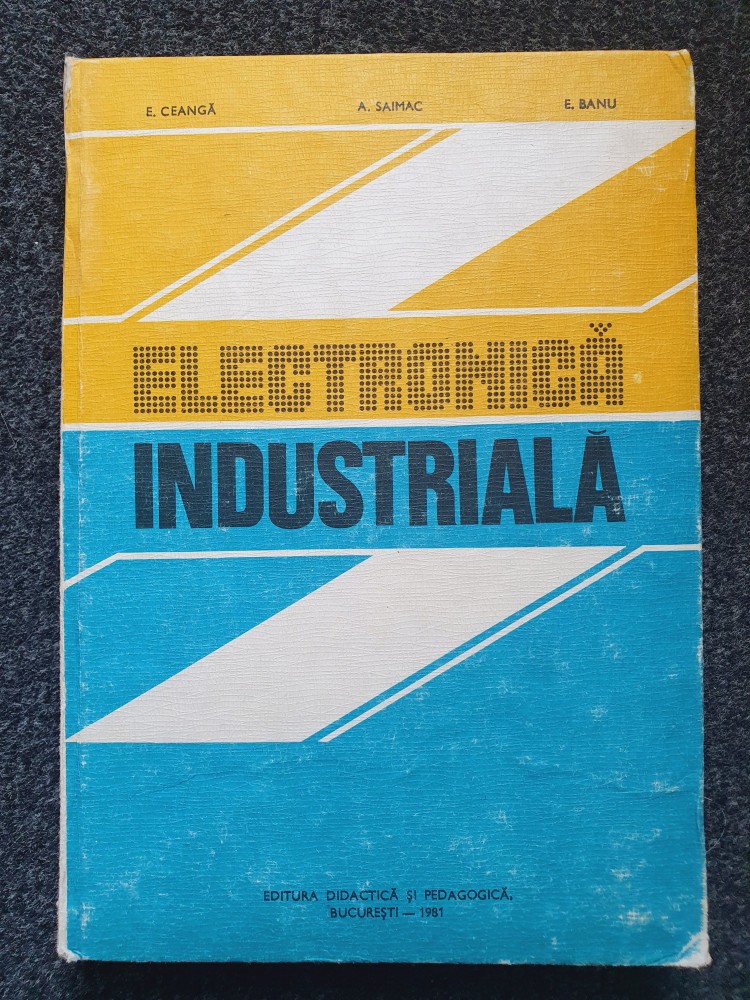 E. CEANGĂ A. SAIMAC E. BANU
ELECTRONICĂ
INDUSTRIALĂ
EDITURA DIDACTICĂ ȘI PEDAGOGICĂ,
BUCUREȘTI — 1981